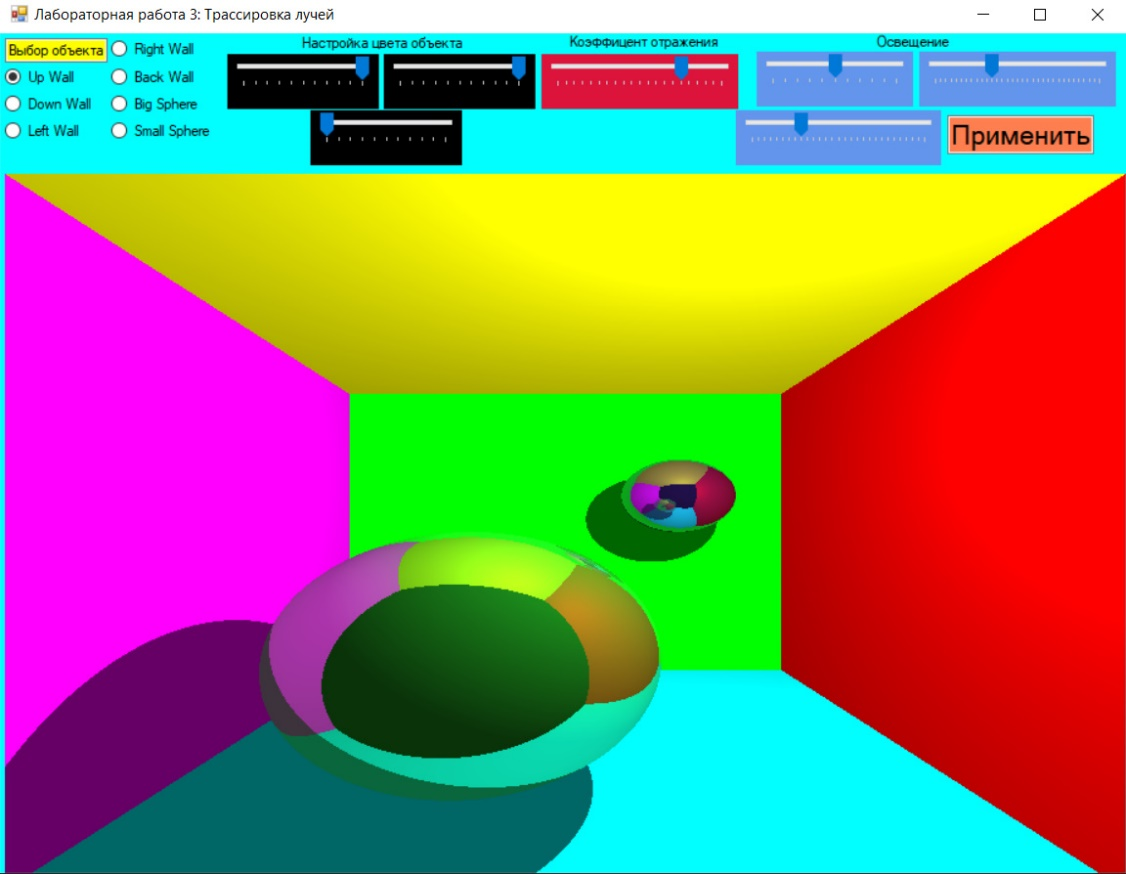 Лабораторная работа 3: Трассировка лучей
Выбор объекта
Right Wall
Up Wall
Back Wall
Down Wall
Big Sphere
Left Wall
Small Sphere
Настройка цвета объекта
Коэффицент отражения
Освещение
Применить